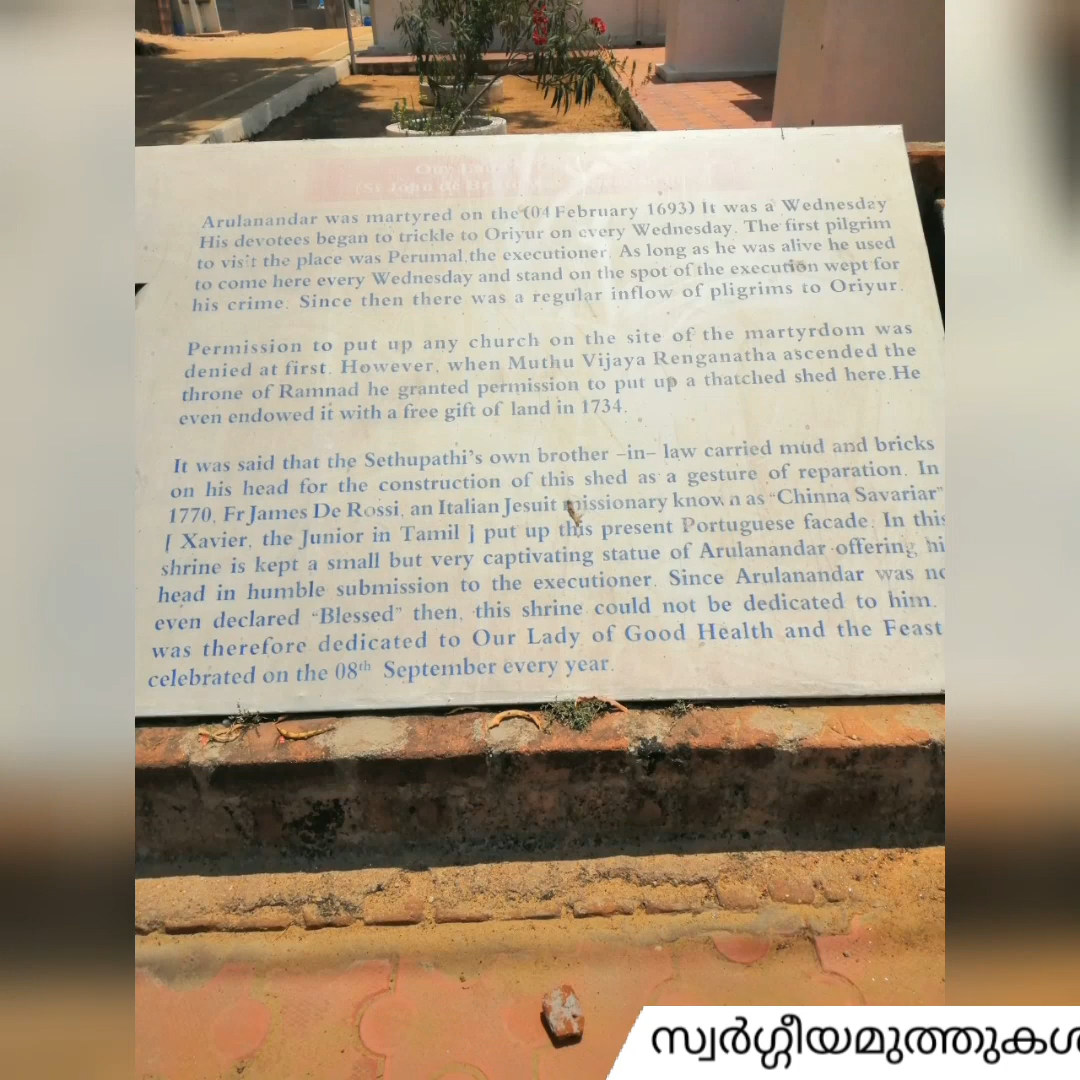 Our Lad
(St John de Brit
Arulanandar was martyred on the (04 February 1693) It was a Wednesday
His devotees began to trickle to Oriyur on every Wednesday. The first pilgrim
to visit the place was Perumal,the executioner. As long as he was alive he used
to come here every Wednesday and stand on the spot of the execution wept for
his crime. Since then there was a regular inflow of pligrims to Oriyur.
Permission to put up any church on the site of the martyrdom was
denied at first. However, when Muthu Vijaya Renganatha ascended the
throne of Ramnad he granted permission to put up a thatched shed here.He
even endowed it with a free gift of land in 1734.
It was said that the Sethupathi's own brother –in– law carried mud and bricks
on his head for the construction of this shed as a gesture of reparation. In
1770, Fr James De Rossi, an Italian Jesuit missionary known as “Chinna Savariar”
[ Xavier, the Junior in Tamil ] put up this present Portuguese facade. In this
shrine is kept a small but very captivating statue of Arulanandar offering hi
head in humble submission to the executioner. Since Arulanandar was no
even declared “Blessed” then, this shrine could not be dedicated to him.
was therefore dedicated to Our Lady of Good Health and the Feast
celebrated on the 08th September every year.
സ്വർഗ്ഗീയമുത്തുകൾ